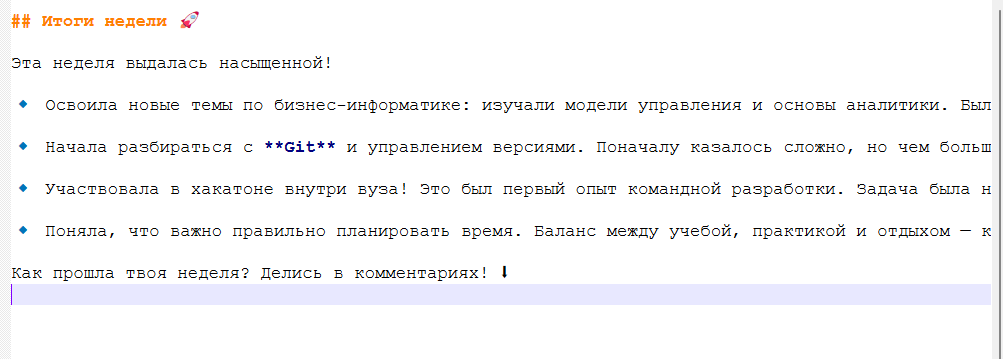 ## Итоги недели 🚀
Эта неделя выдалась насыщенной!
🔹 Освоила новые темы по бизнес-информатике: изучали модели управления и основы аналитики. Был
🔹 Начала разбираться с **Git** и управлением версиями. Поначалу казалось сложно, но чем больш
🔹 Участвовала в хакатоне внутри вуза! Это был первый опыт командной разработки. Задача была н
🔹 Поняла, что важно правильно планировать время. Баланс между учебой, практикой и отдыхом — к
Как прошла твоя неделя? Делись в комментариях! ⬇